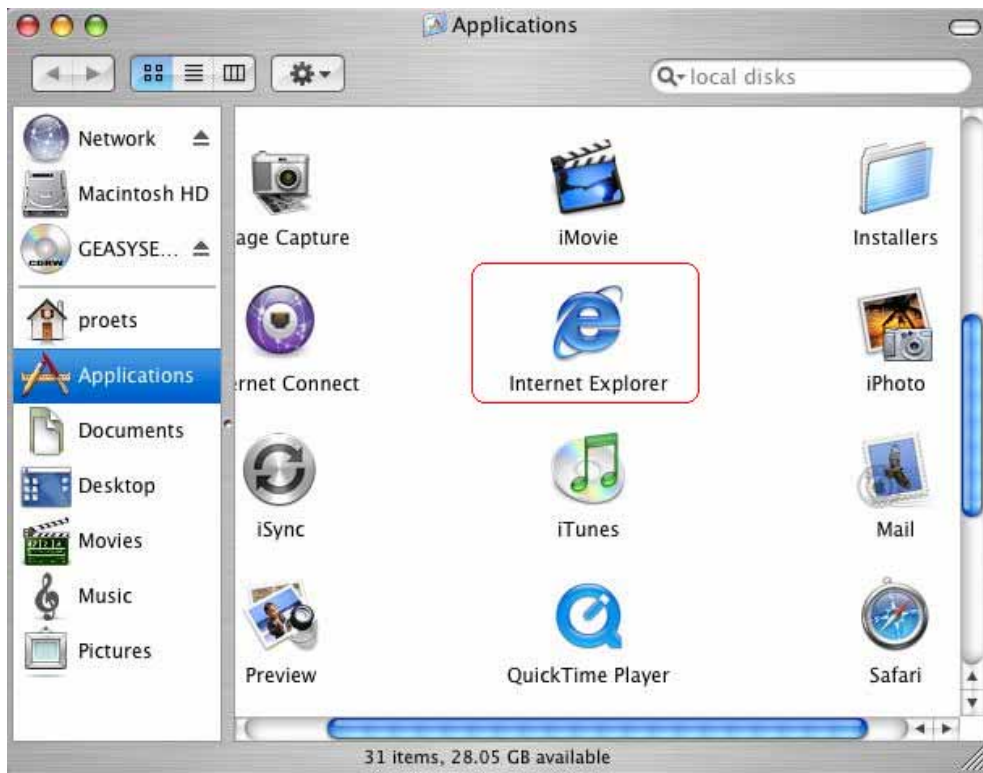 Applications
local disks
Network
Macintosh HD
GEASYSE...
proets
Applications
Documents
Desktop
Movies
Music
Pictures
age Capture
iMovie
Installers
rnet Connect
Internet Explorer
iPhoto
iSync
iTunes
Mail
Preview
QuickTime Player
Safari
31 items, 28.05 GB available